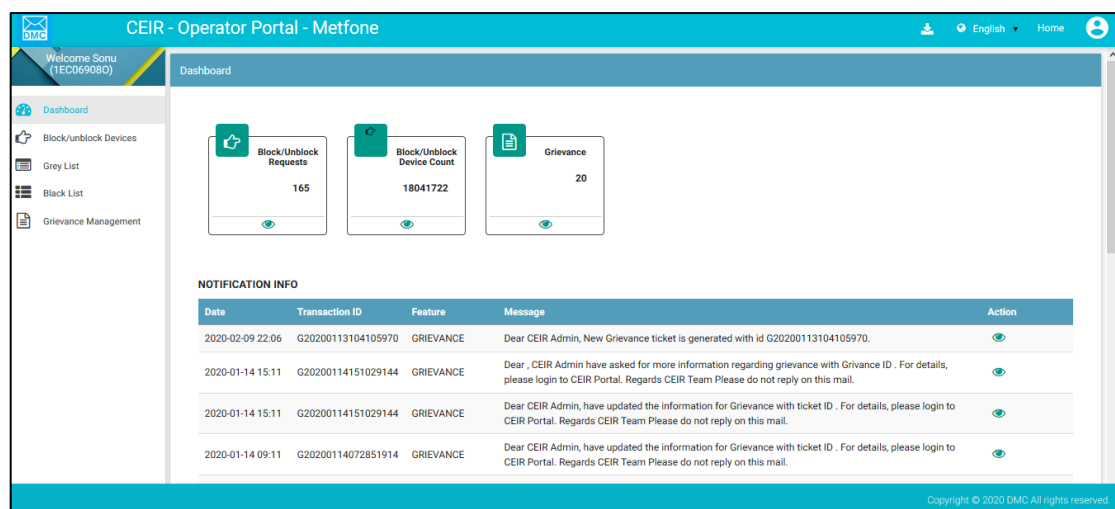 DMC
CEIR - Operator Portal - Metfone
English
Home
Welcome Sonu
(1EC06908O)
Dashboard
Dashboard
Block/unblock Devices
Grey List
Black List
Grievance Management
Block/Unblock
Requests
165
Block/Unblock
Device Count
18041722
Grievance
20
NOTIFICATION INFO
Date Transaction ID Feature Message Action
2020-02-09 22:06 G20200113104105970 GRIEVANCE Dear CEIR Admin, New Grievance ticket is generated with id G20200113104105970.
2020-01-14 15:11 G20200114151029144 GRIEVANCE Dear , CEIR Admin have asked for more information regarding grievance with Grivance ID . For details,
please login to CEIR Portal. Regards CEIR Team Please do not reply on this mail.
2020-01-14 15:11 G20200114151029144 GRIEVANCE Dear CEIR Admin, have updated the information for Grievance with ticket ID . For details, please login to
CEIR Portal. Regards CEIR Team Please do not reply on this mail.
2020-01-14 09:11 G20200114072851914 GRIEVANCE Dear CEIR Admin, have updated the information for Grievance with ticket ID . For details, please login to
CEIR Portal. Regards CEIR Team Please do not reply on this mail.
Copyright © 2020 DMC All rights reserved.